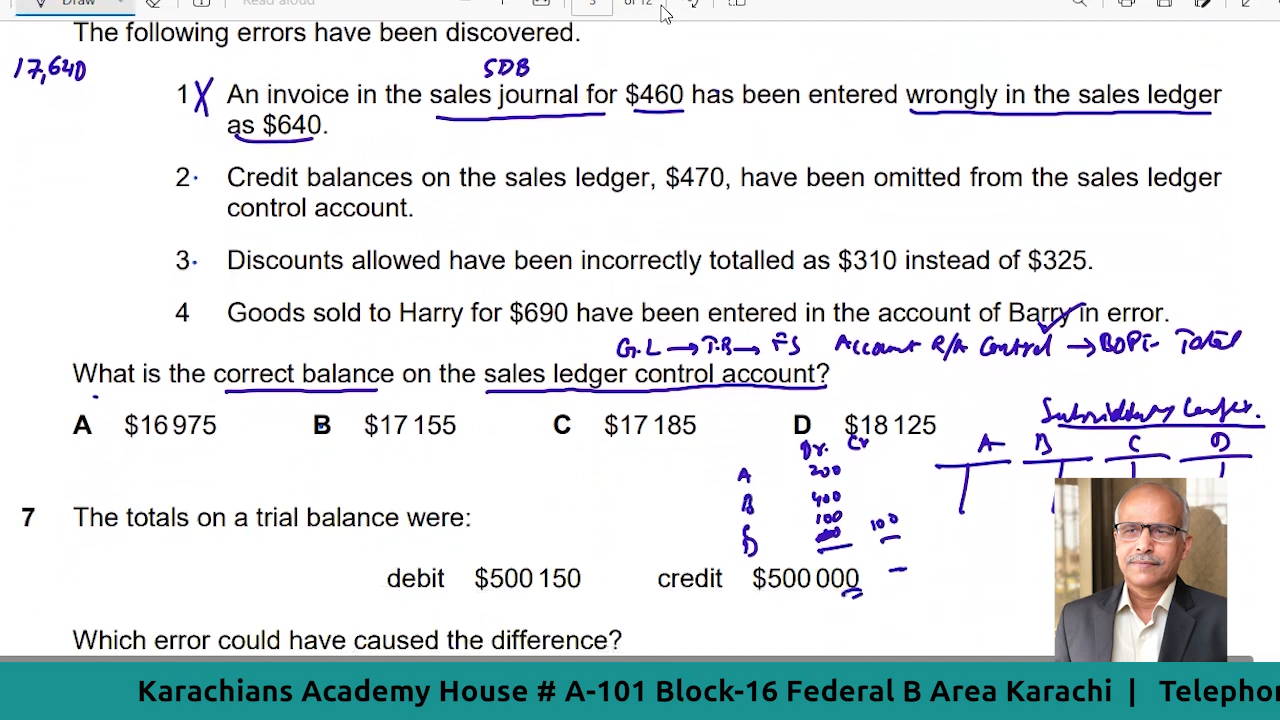 Draw
Read aloud
3 of 12
The following errors have been discovered.
17,640
SDB
1 X An invoice in the sales journal for $460 has been entered wrongly in the sales ledger
as $640.
2 Credit balances on the sales ledger, $470, have been omitted from the sales ledger
control account.
3 Discounts allowed have been incorrectly totalled as $310 instead of $325.
4 Goods sold to Harry for $690 have been entered in the account of Barry in error.
G.L → T.B → FS Account R/A Control → Total
What is the correct balance on the sales ledger control account?
Subsidiary Ledger.
A $16 975 B $17 155 C $17 185 D $18 125
Dr. Cr
A B C D
A 200
B 400
100 100
D
7 The totals on a trial balance were:
debit $500 150 credit $500 000
Which error could have caused the difference?
Karachians Academy House # A-101 Block-16 Federal B Area Karachi | Telepho